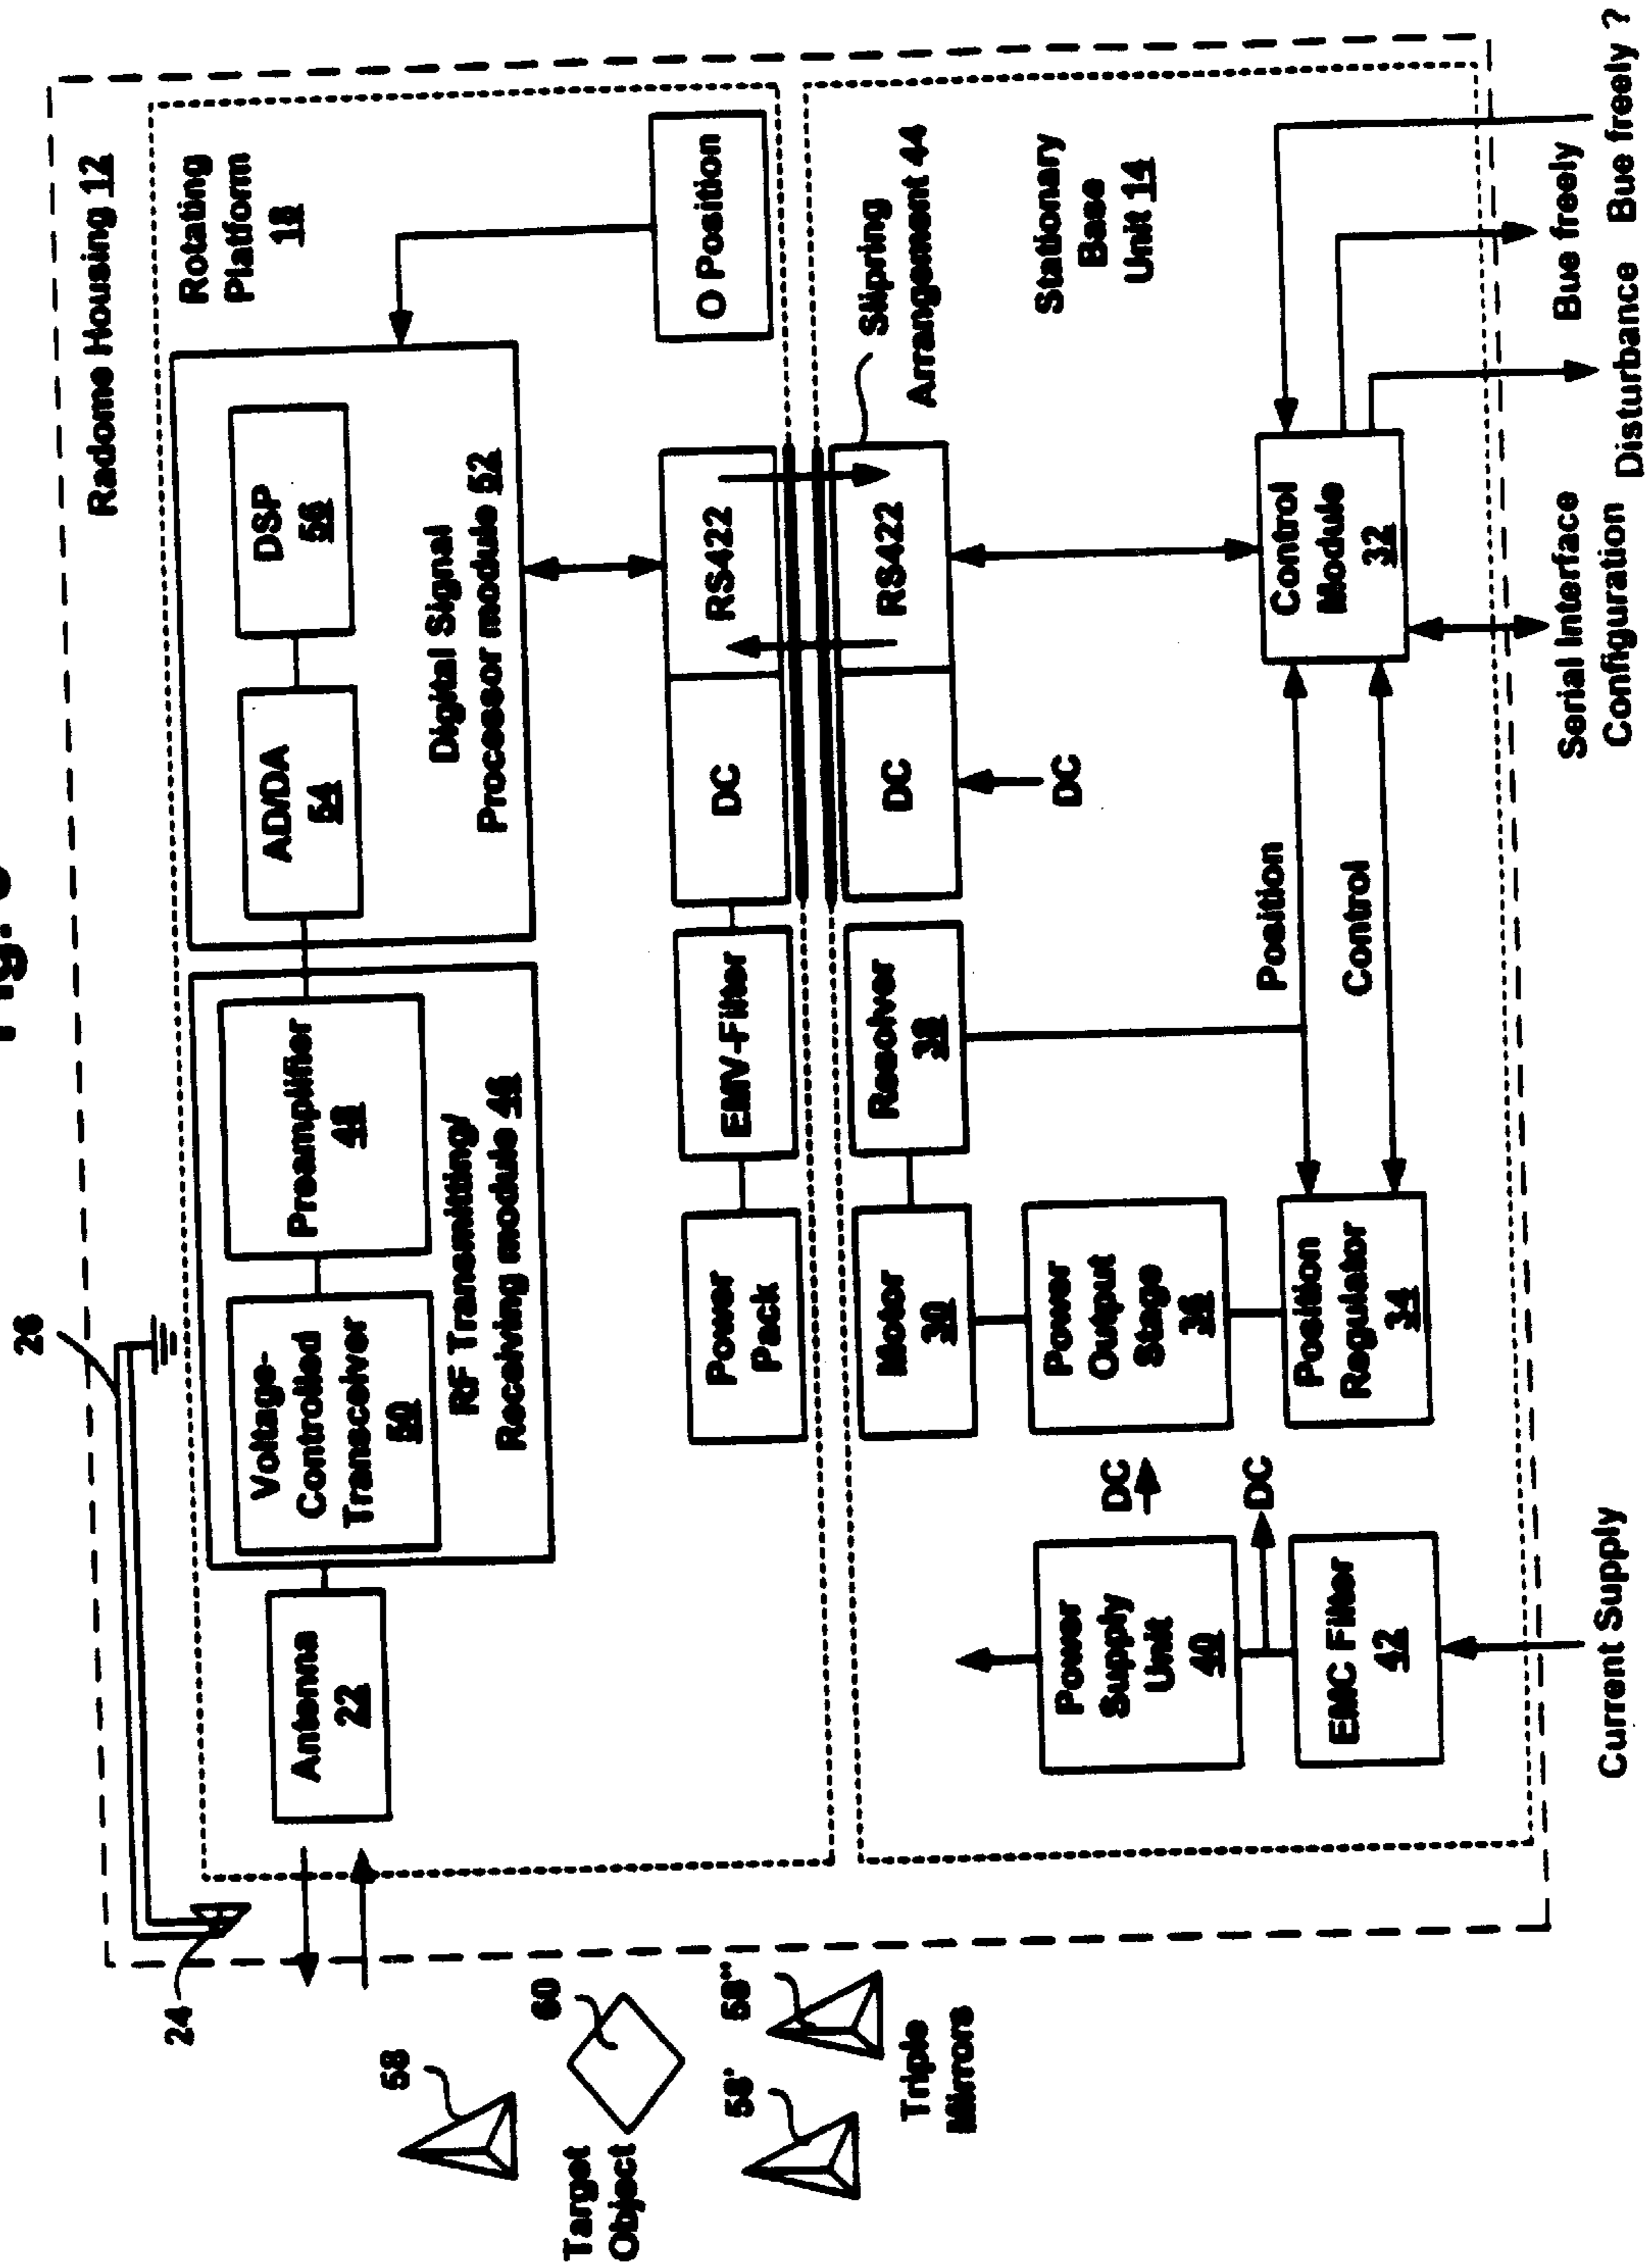 Radome Housing 12
26
24
Rotating
Platform
18
Antenna
22
Voltage-
Controlled
Transceiver
50
Preamplifier
48
RF Transmitting/
Receiving module 46
AD/DA
54
DSP
56
Digital Signal
Processor module 52
O Position
Power
Pack
EMV-Filter
DC
RS422
Slipring
Arrangement 44
Motor
30
Resolver
38
DC
RS422
DC
Stationary
Base
Unit 14
Power
Supply
Unit
40
DC
DC
EMC Filter
42
Power
Output
Stage
36
Position
Regulator
34
Position
Control
Control
Module
32
Current Supply
Serial Interface
Configuration
Disturbance
Bue freely
Bue freely ?
58
60
Target
Object
58'
58''
Triple
Mirrors